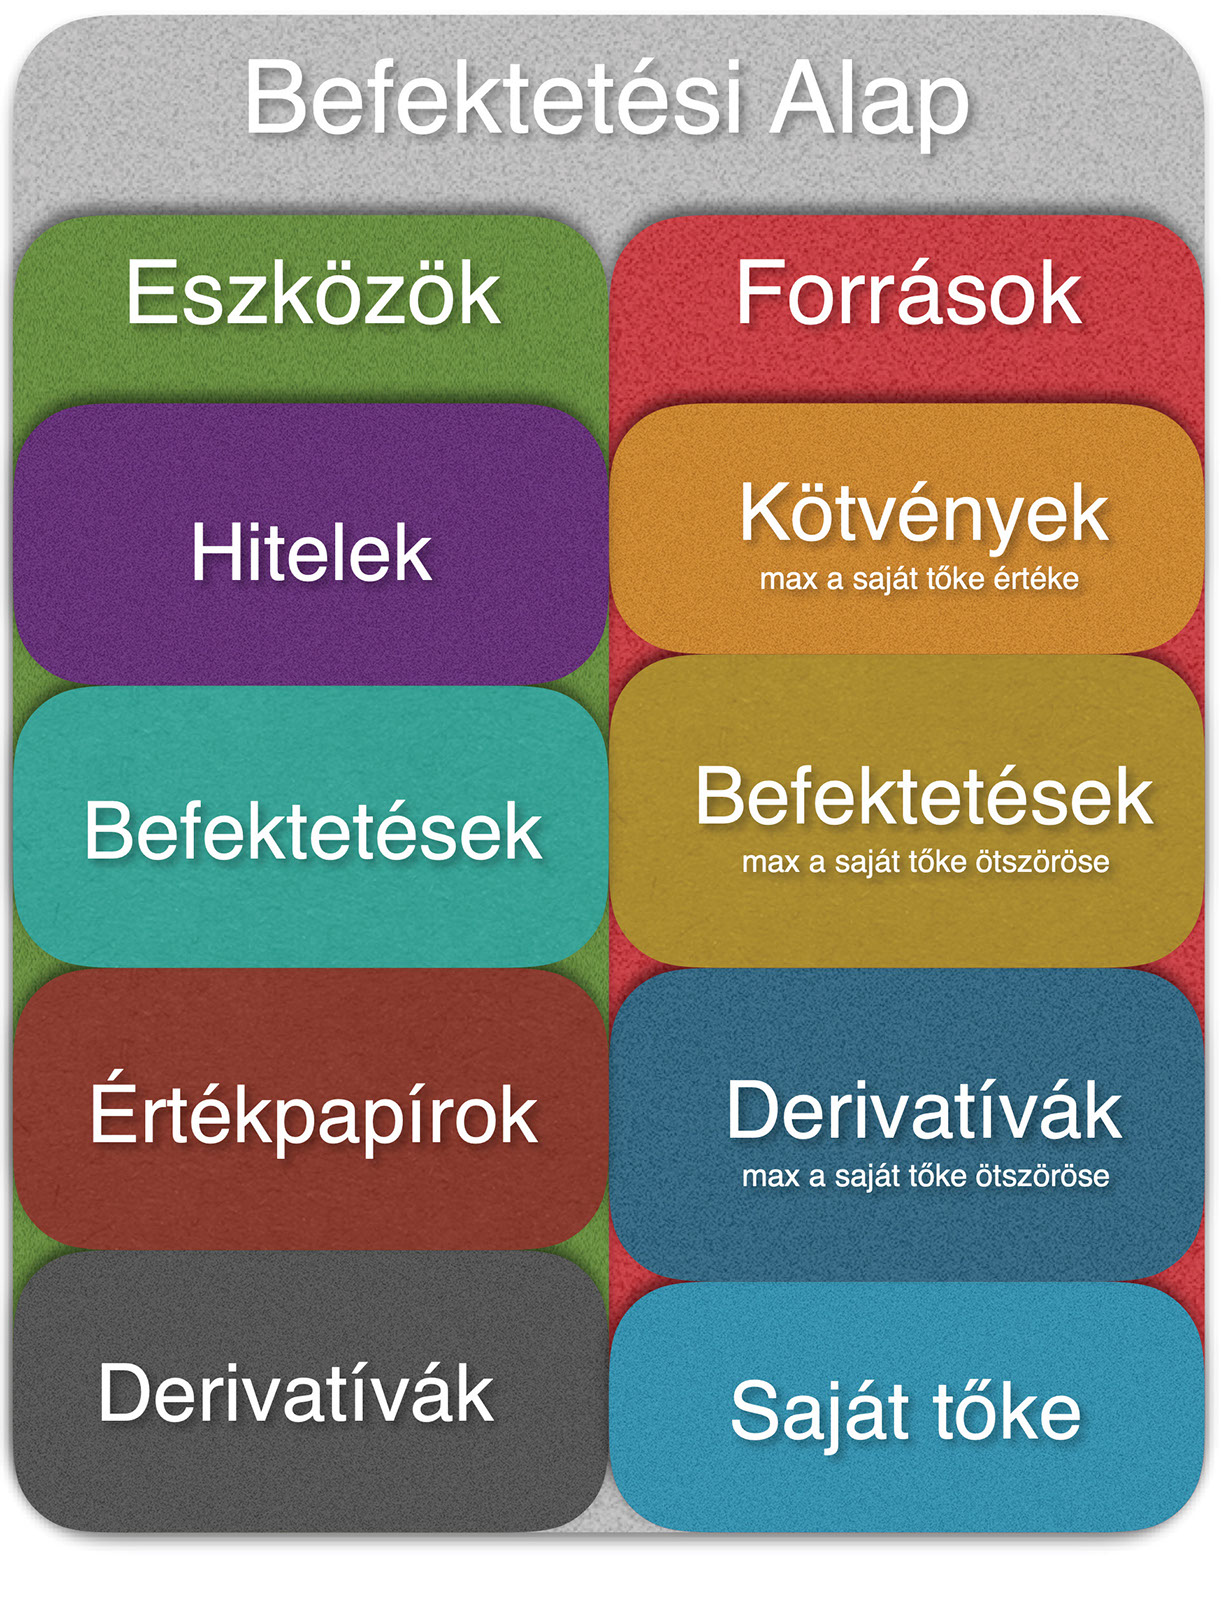 Befektetési Alap
Eszközök
Hitelek
Befektetések
Értékpapírok
Derivatívák
Források
Kötvények
max a saját tőke értéke
Befektetések
max a saját tőke ötszöröse
Derivatívák
max a saját tőke ötszöröse
Saját tőke